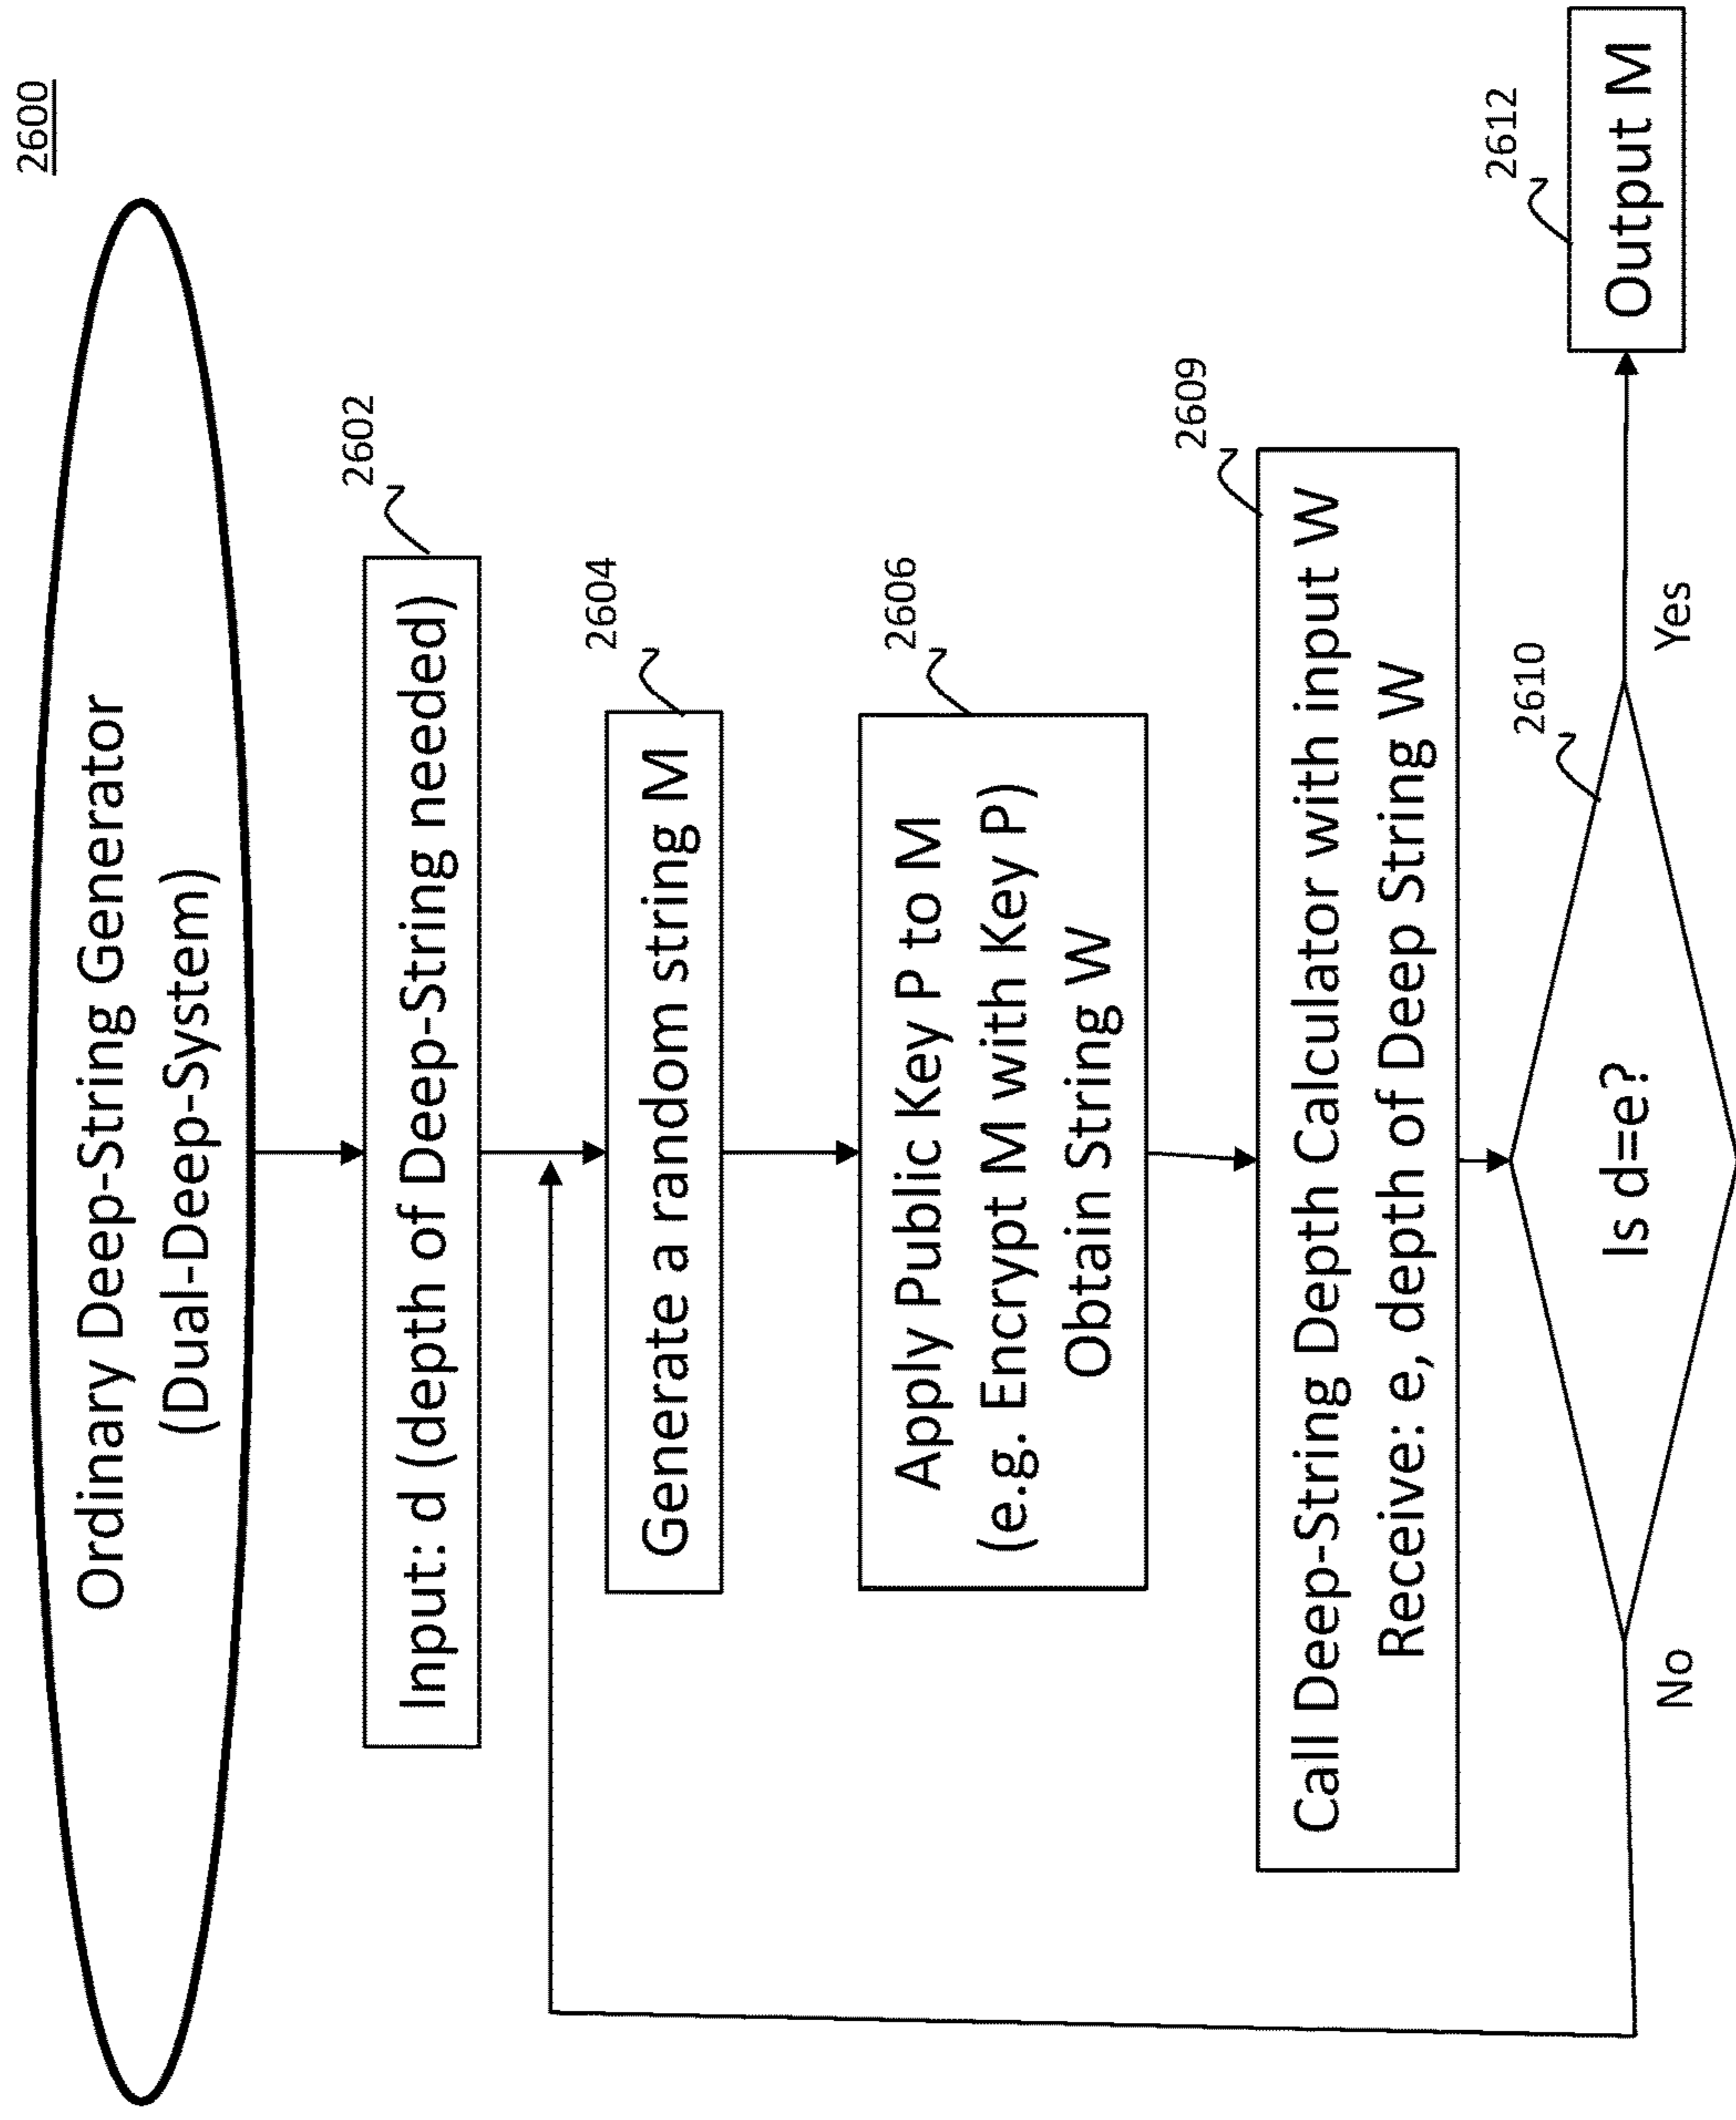 2600
Ordinary Deep-String Generator
(Dual-Deep-System)
2602
Input: d (depth of Deep-String needed)
2604
Generate a random string M
2606
Apply Public Key P to M
(e.g. Encrypt M with Key P)
Obtain String W
2609
Call Deep-String Depth Calculator with input W
Receive: e, depth of Deep String W
2610
Is d=e?
No
Yes
2612
Output M